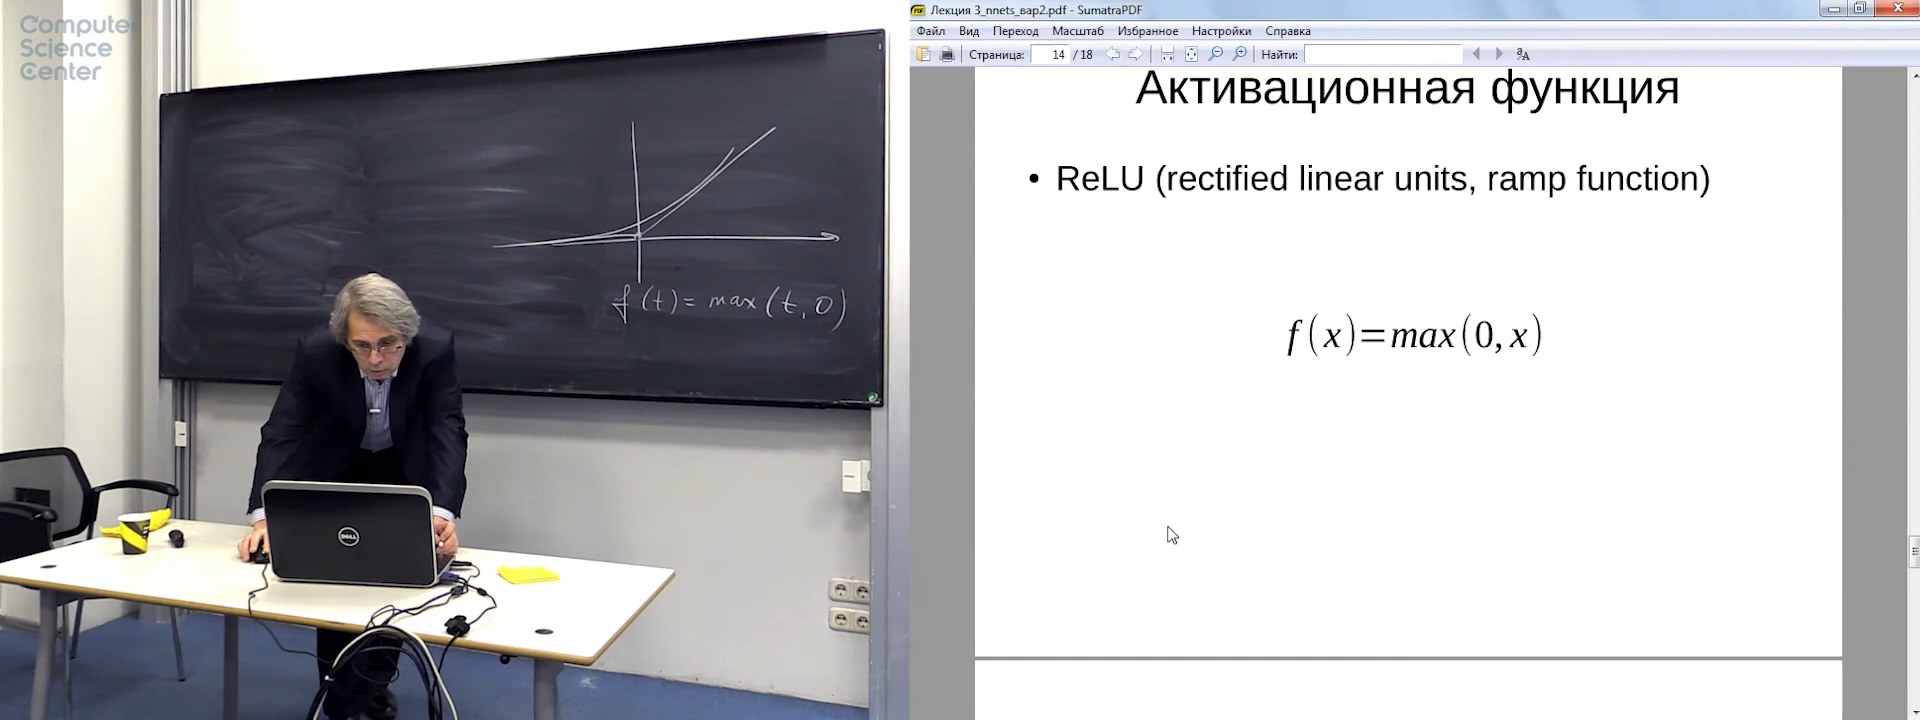 Computer
Science
Center
f(t)= max(t,0)
DELL
Лекция 3_nnets_вар2.pdf - SumatraPDF
Файл Вид Переход Масштаб Избранное Настройки Справка
Страница: 14 / 18 Найти:
Активационная функция
• ReLU (rectified linear units, ramp function)
f(x)=max(0,x)